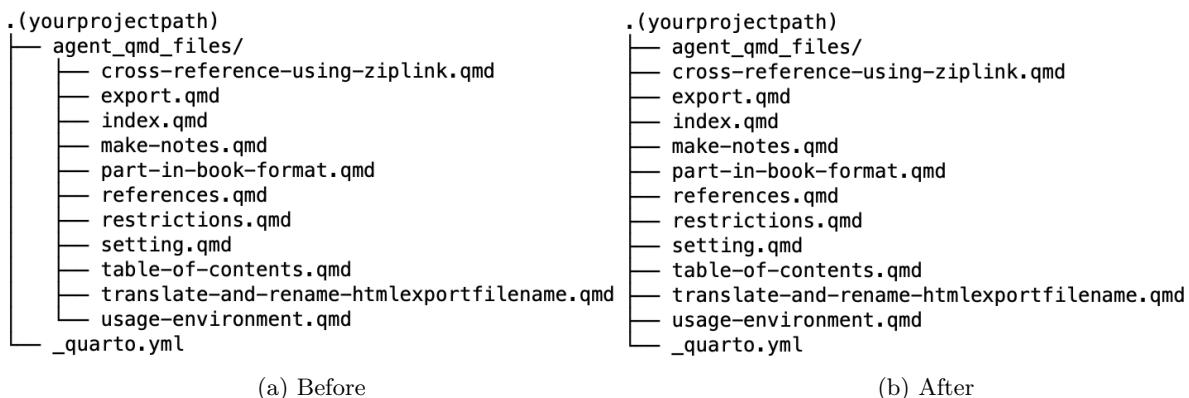 .(yourprojectpath)
├── agent_qmd_files/
│   ├── cross-reference-using-ziplink.qmd
│   ├── export.qmd
│   ├── index.qmd
│   ├── make-notes.qmd
│   ├── part-in-book-format.qmd
│   ├── references.qmd
│   ├── restrictions.qmd
│   ├── setting.qmd
│   ├── table-of-contents.qmd
│   ├── translate-and-rename-htmlexportfilename.qmd
│   └── usage-environment.qmd
└── _quarto.yml
(a) Before
.(yourprojectpath)
├── agent_qmd_files/
├── cross-reference-using-ziplink.qmd
├── export.qmd
├── index.qmd
├── make-notes.qmd
├── part-in-book-format.qmd
├── references.qmd
├── restrictions.qmd
├── setting.qmd
├── table-of-contents.qmd
├── translate-and-rename-htmlexportfilename.qmd
├── usage-environment.qmd
└── _quarto.yml
(b) After